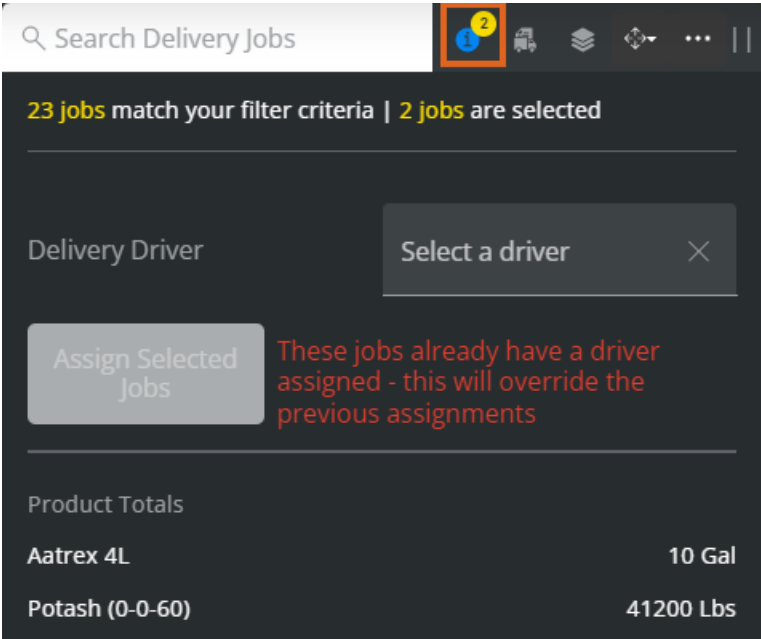 Search Delivery Jobs
i 2
23 jobs match your filter criteria | 2 jobs are selected
Delivery Driver
Select a driver
Assign Selected
Jobs
These jobs already have a driver
assigned - this will override the
previous assignments
Product Totals
Aatrex 4L 10 Gal
Potash (0-0-60) 41200 Lbs